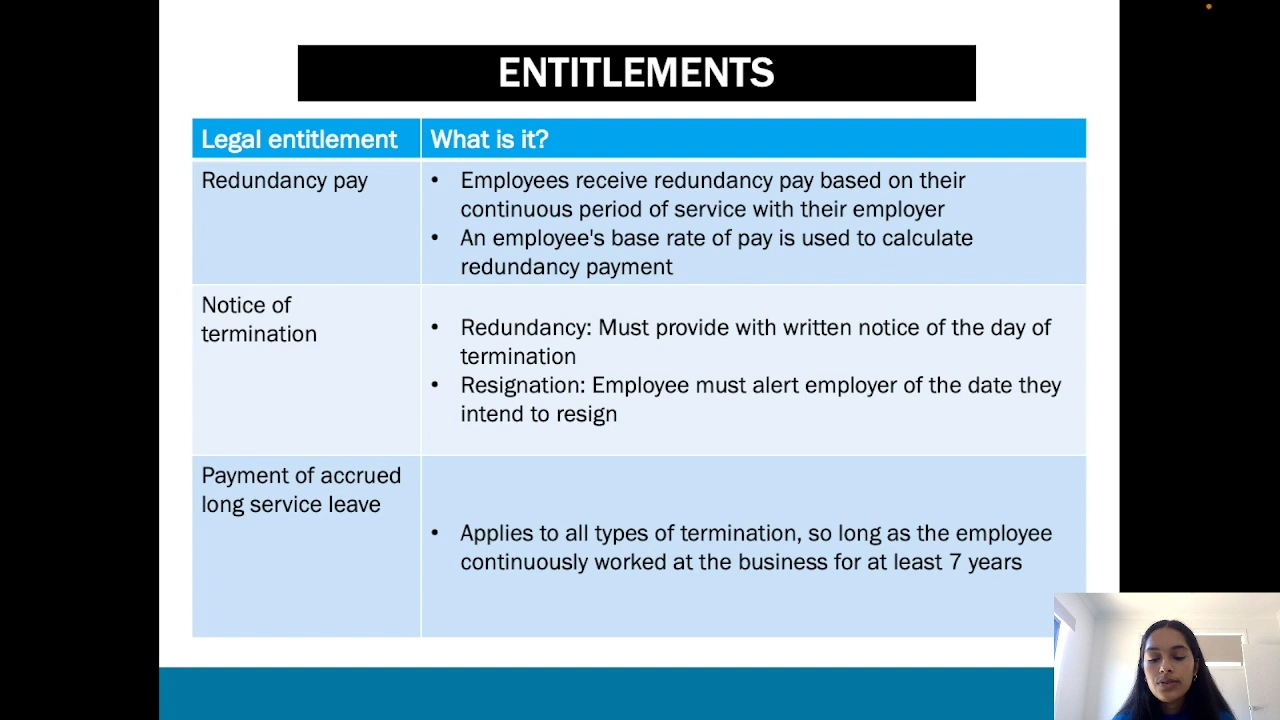 ENTITLEMENTS
Legal entitlement
What is it?
Redundancy pay
• Employees receive redundancy pay based on their
continuous period of service with their employer
• An employee's base rate of pay is used to calculate
redundancy payment
Notice of
termination
• Redundancy: Must provide with written notice of the day of
termination
• Resignation: Employee must alert employer of the date they
intend to resign
Payment of accrued
long service leave
• Applies to all types of termination, so long as the employee
continuously worked at the business for at least 7 years